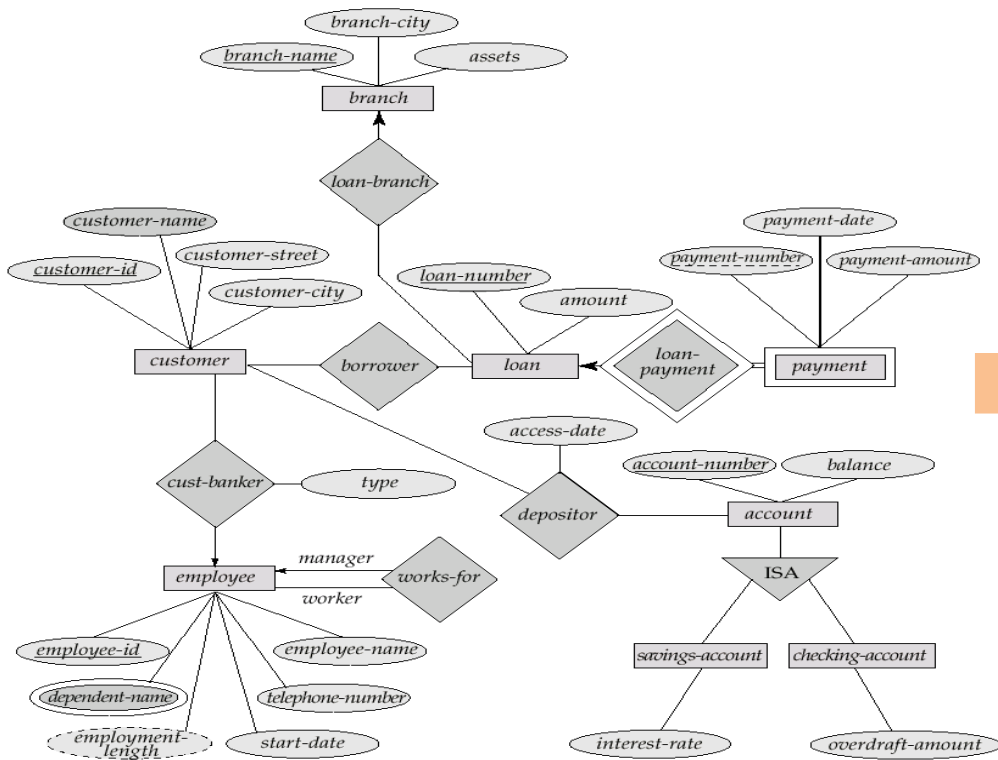 branch-city
branch-name
assets
branch
loan-branch
customer-name
payment-date
customer-street
customer-id
loan-number
payment-number
payment-amount
customer-city
amount
customer
borrower
loan
loan-
payment
payment
access-date
account-number
balance
cust-banker
type
depositor
account
manager
employee
works-for
worker
ISA
employee-id
employee-name
savings-account
checking-account
dependent-name
telephone-number
employment-
length
start-date
interest-rate
overdraft-amount